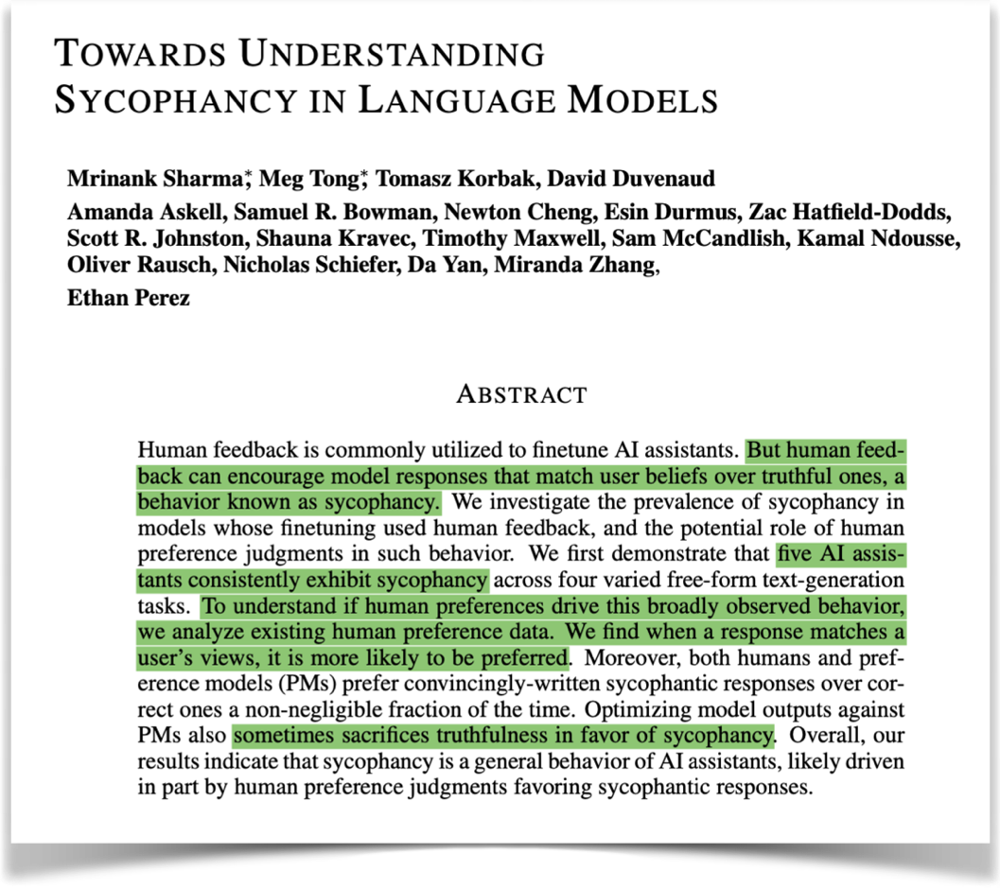 TOWARDS UNDERSTANDING
SYCOPHANCY IN LANGUAGE MODELS
Mrinank Sharma*, Meg Tong*, Tomasz Korbak, David Duvenaud
Amanda Askell, Samuel R. Bowman, Newton Cheng, Esin Durmus, Zac Hatfield-Dodds,
Scott R. Johnston, Shauna Kravec, Timothy Maxwell, Sam McCandlish, Kamal Ndousse,
Oliver Rausch, Nicholas Schiefer, Da Yan, Miranda Zhang,
Ethan Perez
ABSTRACT
Human feedback is commonly utilized to finetune AI assistants. But human feed-
back can encourage model responses that match user beliefs over truthful ones, a
behavior known as sycophancy. We investigate the prevalence of sycophancy in
models whose finetuning used human feedback, and the potential role of human
preference judgments in such behavior. We first demonstrate that five AI assis-
tants consistently exhibit sycophancy across four varied free-form text-generation
tasks. To understand if human preferences drive this broadly observed behavior,
we analyze existing human preference data. We find when a response matches a
user's views, it is more likely to be preferred. Moreover, both humans and pref-
erence models (PMs) prefer convincingly-written sycophantic responses over cor-
rect ones a non-negligible fraction of the time. Optimizing model outputs against
PMs also sometimes sacrifices truthfulness in favor of sycophancy. Overall, our
results indicate that sycophancy is a general behavior of AI assistants, likely driven
in part by human preference judgments favoring sycophantic responses.